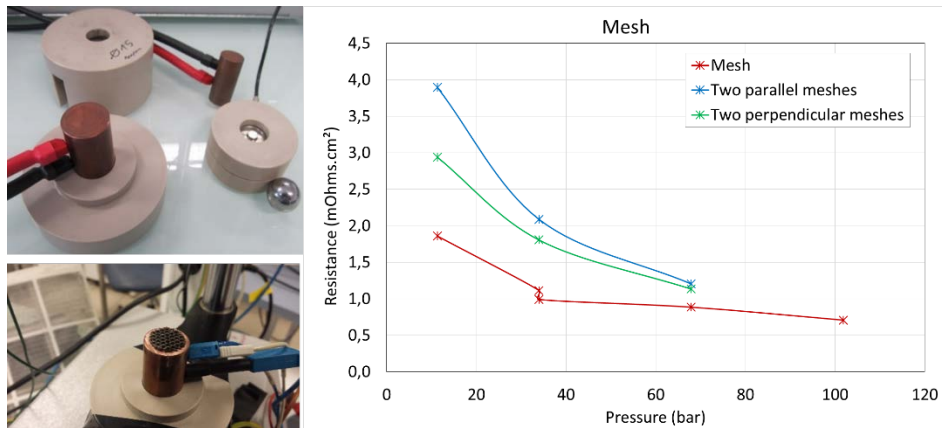 Ø15
Mesh
Resistance (mOhms.cm²)
4,5
4,0
3,5
3,0
2,5
2,0
1,5
1,0
0,5
0,0
Mesh
Two parallel meshes
Two perpendicular meshes
0
20
40
60
80
100
120
Pressure (bar)